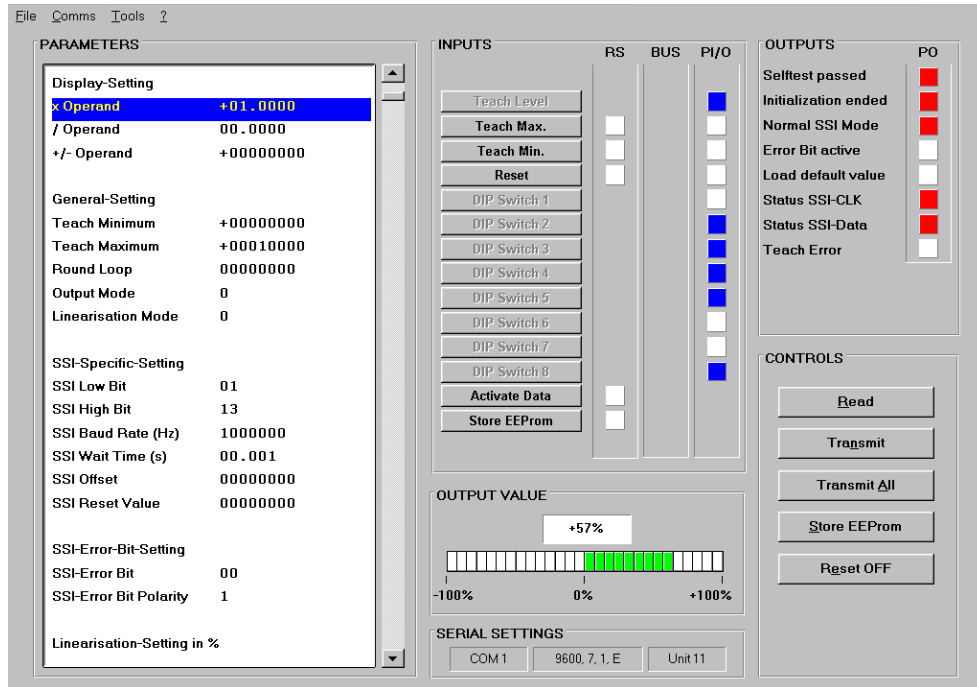 File Comms Tools ?
PARAMETERS
Display-Setting
x Operand +01.0000
/ Operand 00.0000
+/- Operand +00000000
General-Setting
Teach Minimum +00000000
Teach Maximum +00010000
Round Loop 00000000
Output Mode 0
Linearisation Mode 0
SSI-Specific-Setting
SSI Low Bit 01
SSI High Bit 13
SSI Baud Rate (Hz) 1000000
SSI Wait Time (s) 00.001
SSI Offset 00000000
SSI Reset Value 00000000
SSI-Error-Bit-Setting
SSI-Error Bit 00
SSI-Error Bit Polarity 1
Linearisation-Setting in %
INPUTS
RS BUS PI/O
Teach Level
Teach Max.
Teach Min.
Reset
DIP Switch 1
DIP Switch 2
DIP Switch 3
DIP Switch 4
DIP Switch 5
DIP Switch 6
DIP Switch 7
DIP Switch 8
Activate Data
Store EEProm
OUTPUT VALUE
+57%
-100% 0% +100%
SERIAL SETTINGS
COM 1 9600, 7, 1, E Unit 11
OUTPUTS
PO
Selftest passed
Initialization ended
Normal SSI Mode
Error Bit active
Load default value
Status SSI-CLK
Status SSI-Data
Teach Error
CONTROLS
Read
Transmit
Transmit All
Store EEProm
Reset OFF